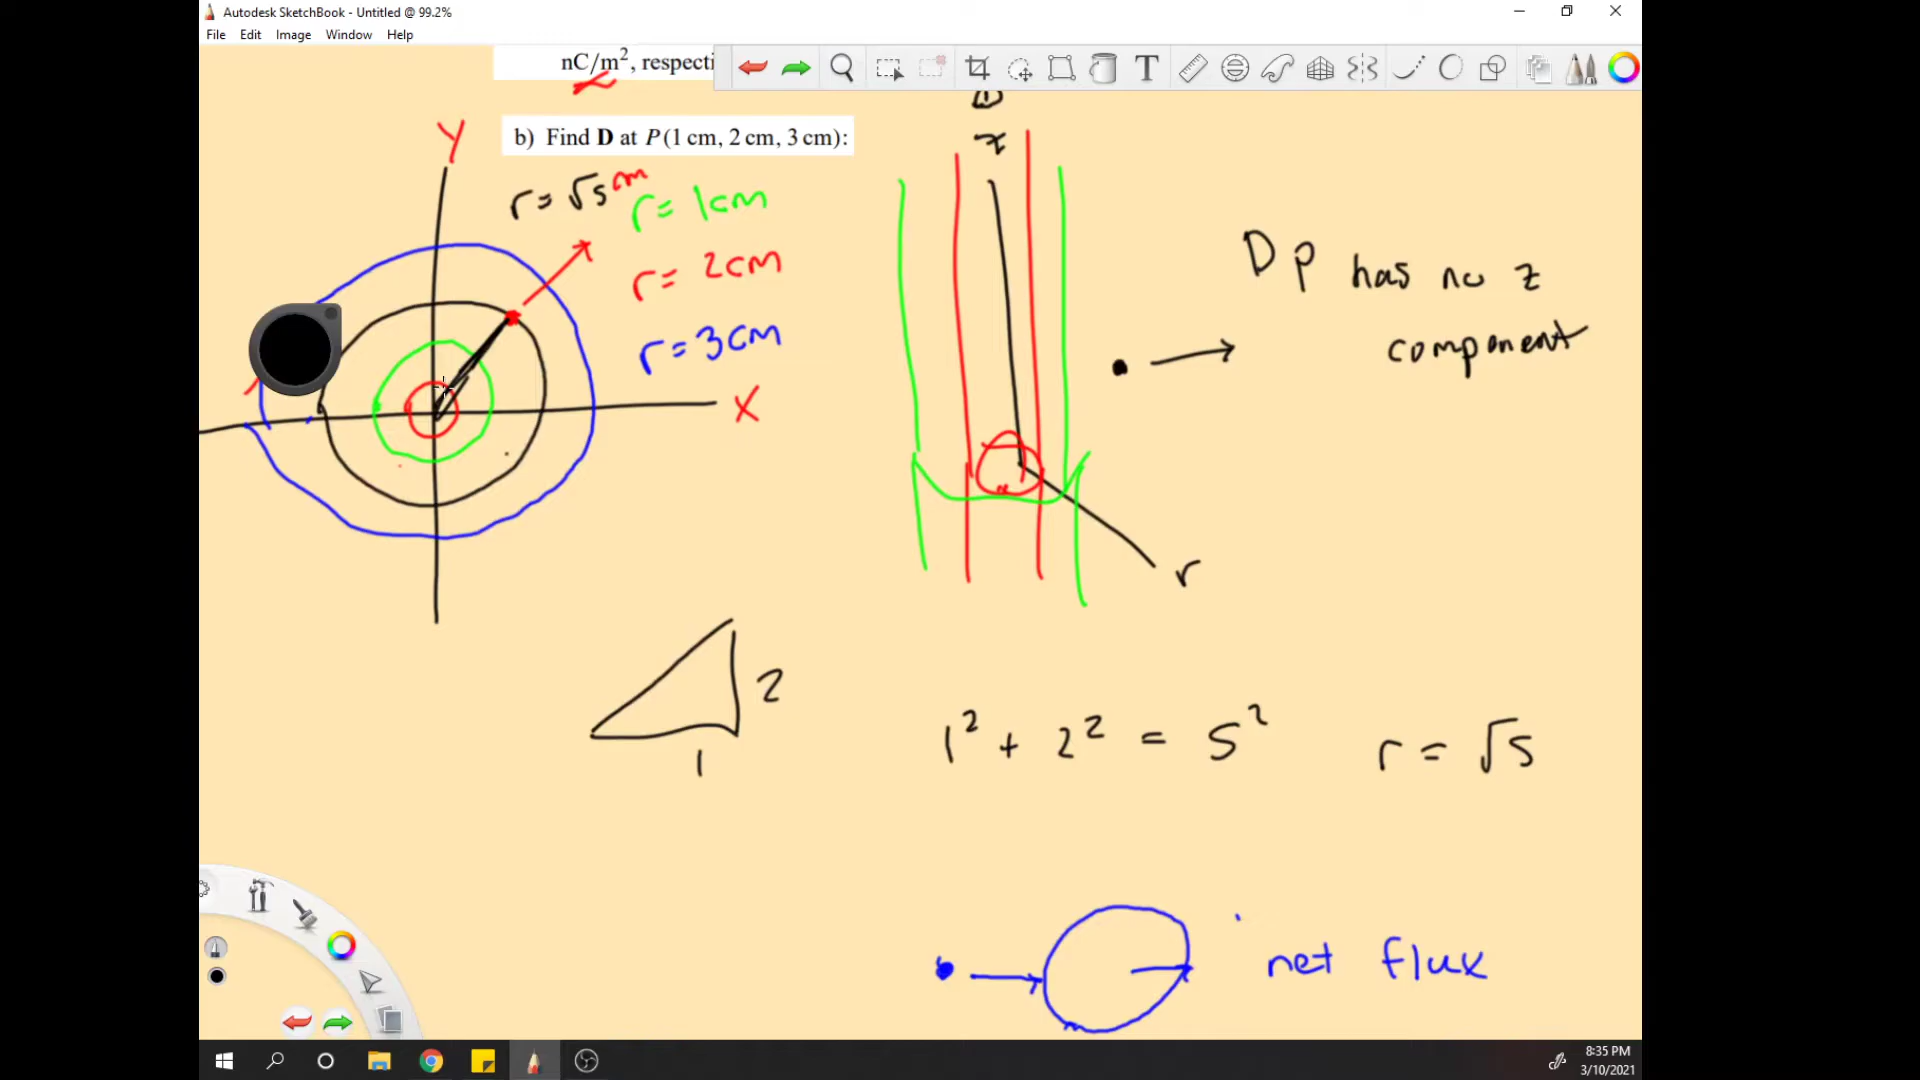 Autodesk SketchBook - Untitled @ 99.2%
File Edit Image Window Help
nC/m², respecti
T
b) Find D at P(1 cm, 2 cm, 3 cm):
Y
z
r = √5 cm
r = 1cm
r = 2cm
r = 3cm
X
Dp has no z
component
r
2
1
1² + 2² = 5²
r = √5
net flux
8:35 PM
3/10/2021